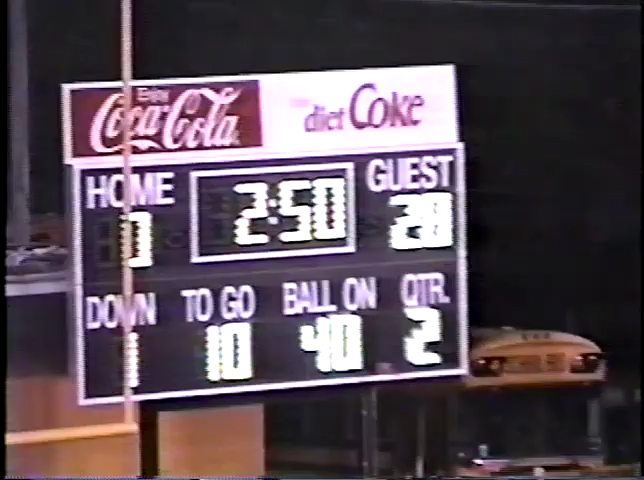 Enjoy
Coca-Cola
diet Coke
HOME 2:50 GUEST
0 20
DOWN TO GO BALL ON QTR.
1 10 40 2